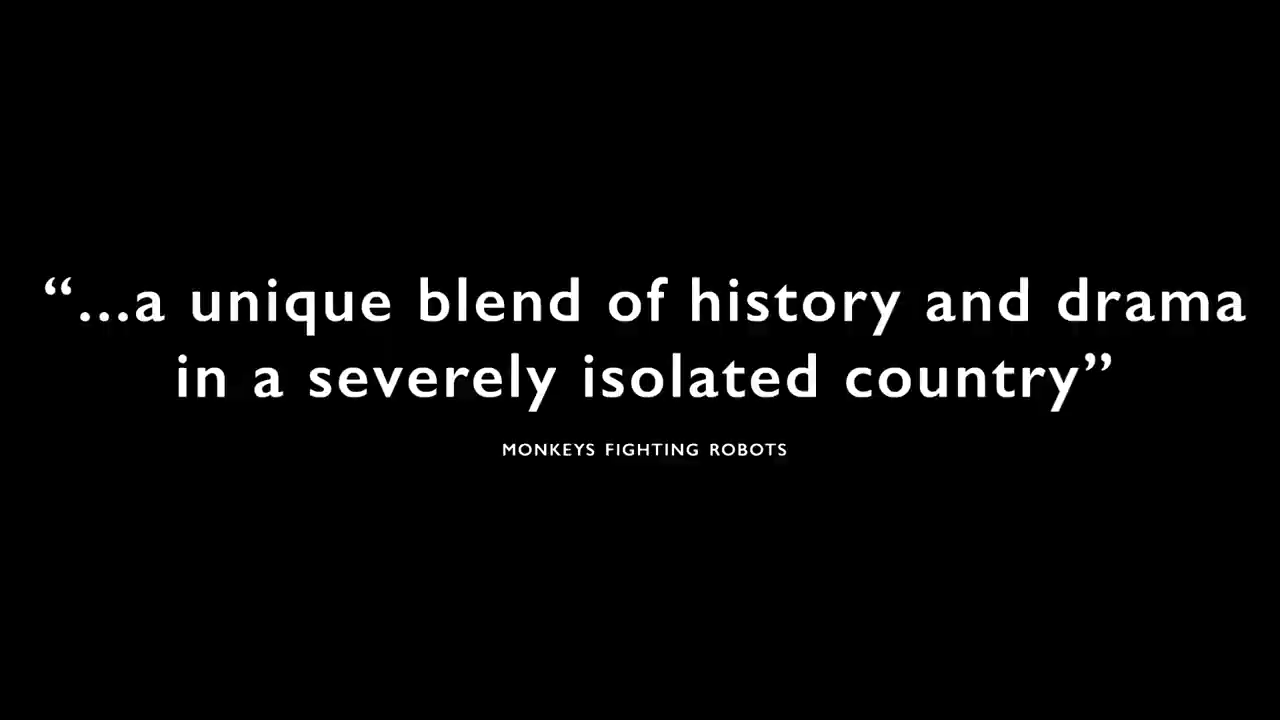 “...a unique blend of history and drama
in a severely isolated country”
MONKEYS FIGHTING ROBOTS